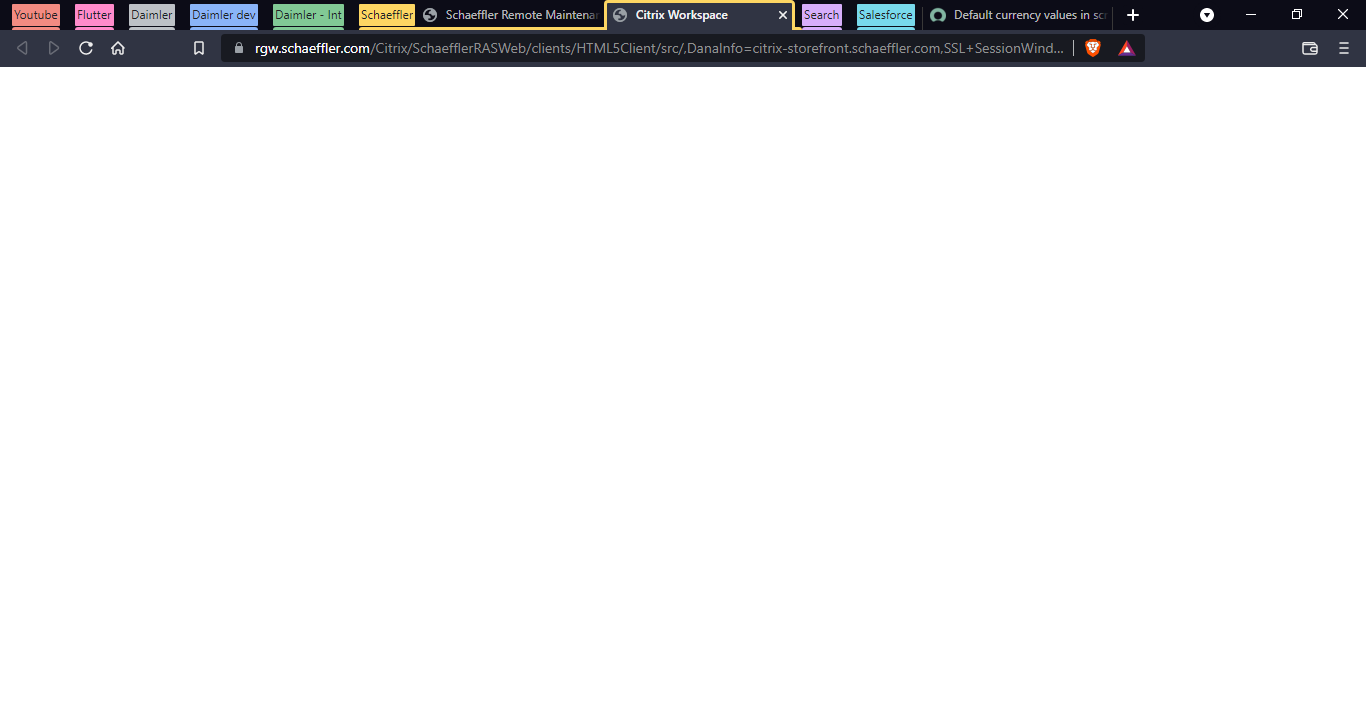 Youtube Flutter Daimler Daimler dev Daimler - Int Schaeffler Schaeffler Remote Maintenan Citrix Workspace Search Salesforce Default currency values in scr
rgw.schaeffler.com/Citrix/SchaefflerRASWeb/clients/HTML5Client/src/,DanaInfo=citrix-storefront.schaeffler.com,SSL+SessionWind...